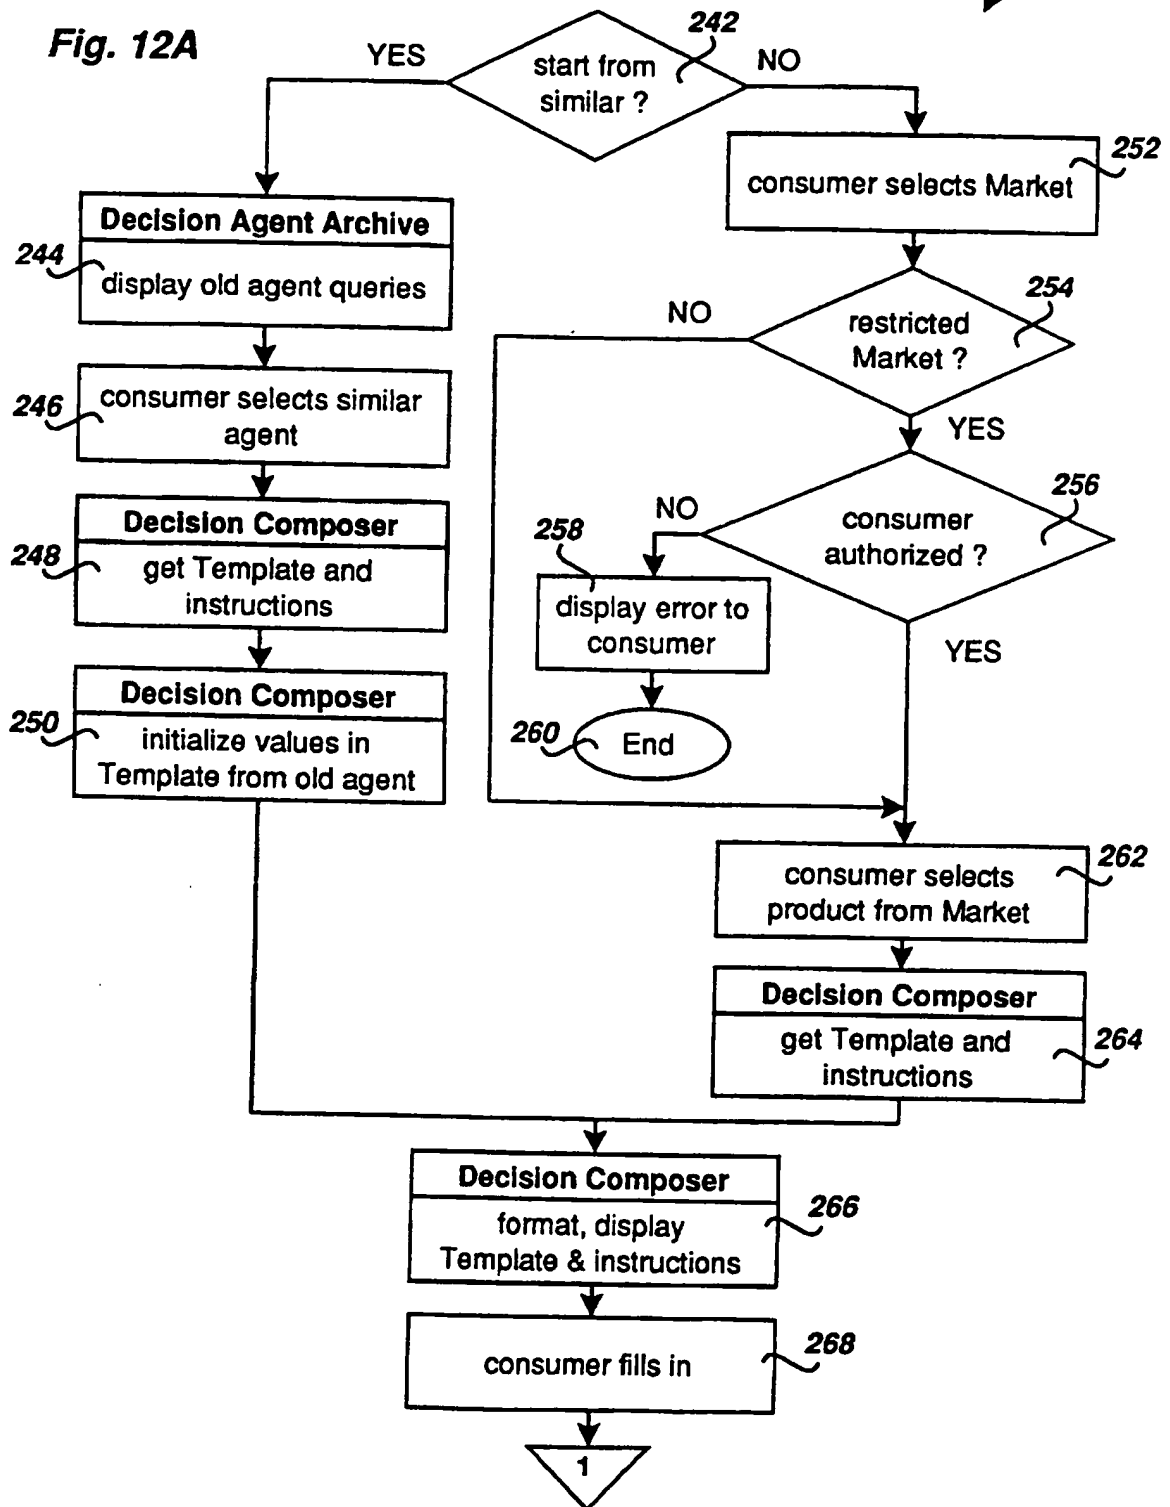 Fig. 12A
YES
start from
similar ?
242
NO
consumer selects Market
252
Decision Agent Archive
display old agent queries
244
NO
restricted
Market ?
254
YES
consumer selects similar
agent
246
Decision Composer
get Template and
instructions
248
NO
consumer
authorized ?
256
YES
258
display error to
consumer
260
End
Decision Composer
initialize values in
Template from old agent
250
consumer selects
product from Market
262
Decision Composer
get Template and
instructions
264
Decision Composer
format, display
Template & instructions
266
consumer fills in
268
1